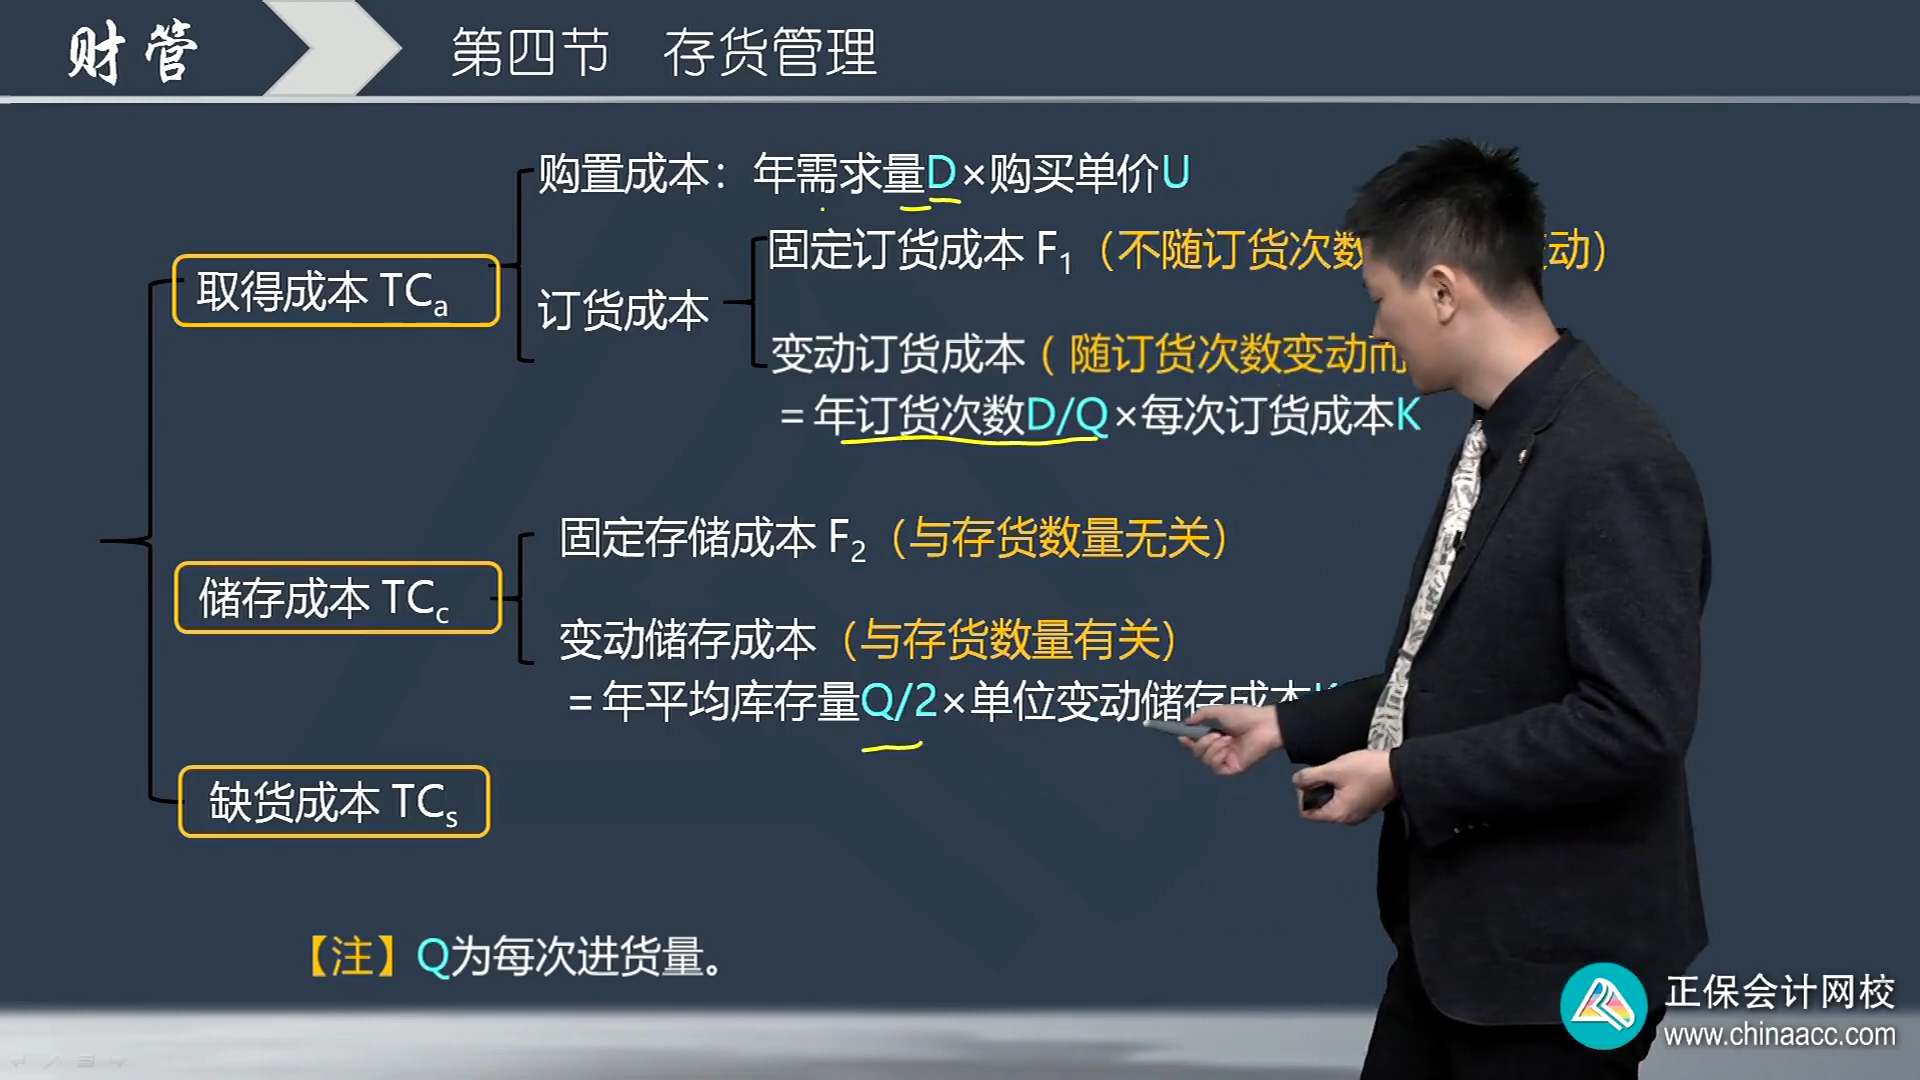 财管
第四节 存货管理
购置成本：年需求量D×购买单价U
固定订货成本 F1（不随订货次数
动）
取得成本 TCa
订货成本
变动订货成本（随订货次数变动而
=年订货次数D/Q×每次订货成本K
固定存储成本 F2（与存货数量无关）
储存成本 TCc
变动储存成本（与存货数量有关）
=年平均库存量Q/2×单位变动储存成本K
缺货成本 TCs
【注】Q为每次进货量。
正保会计网校
www.chinaacc.com